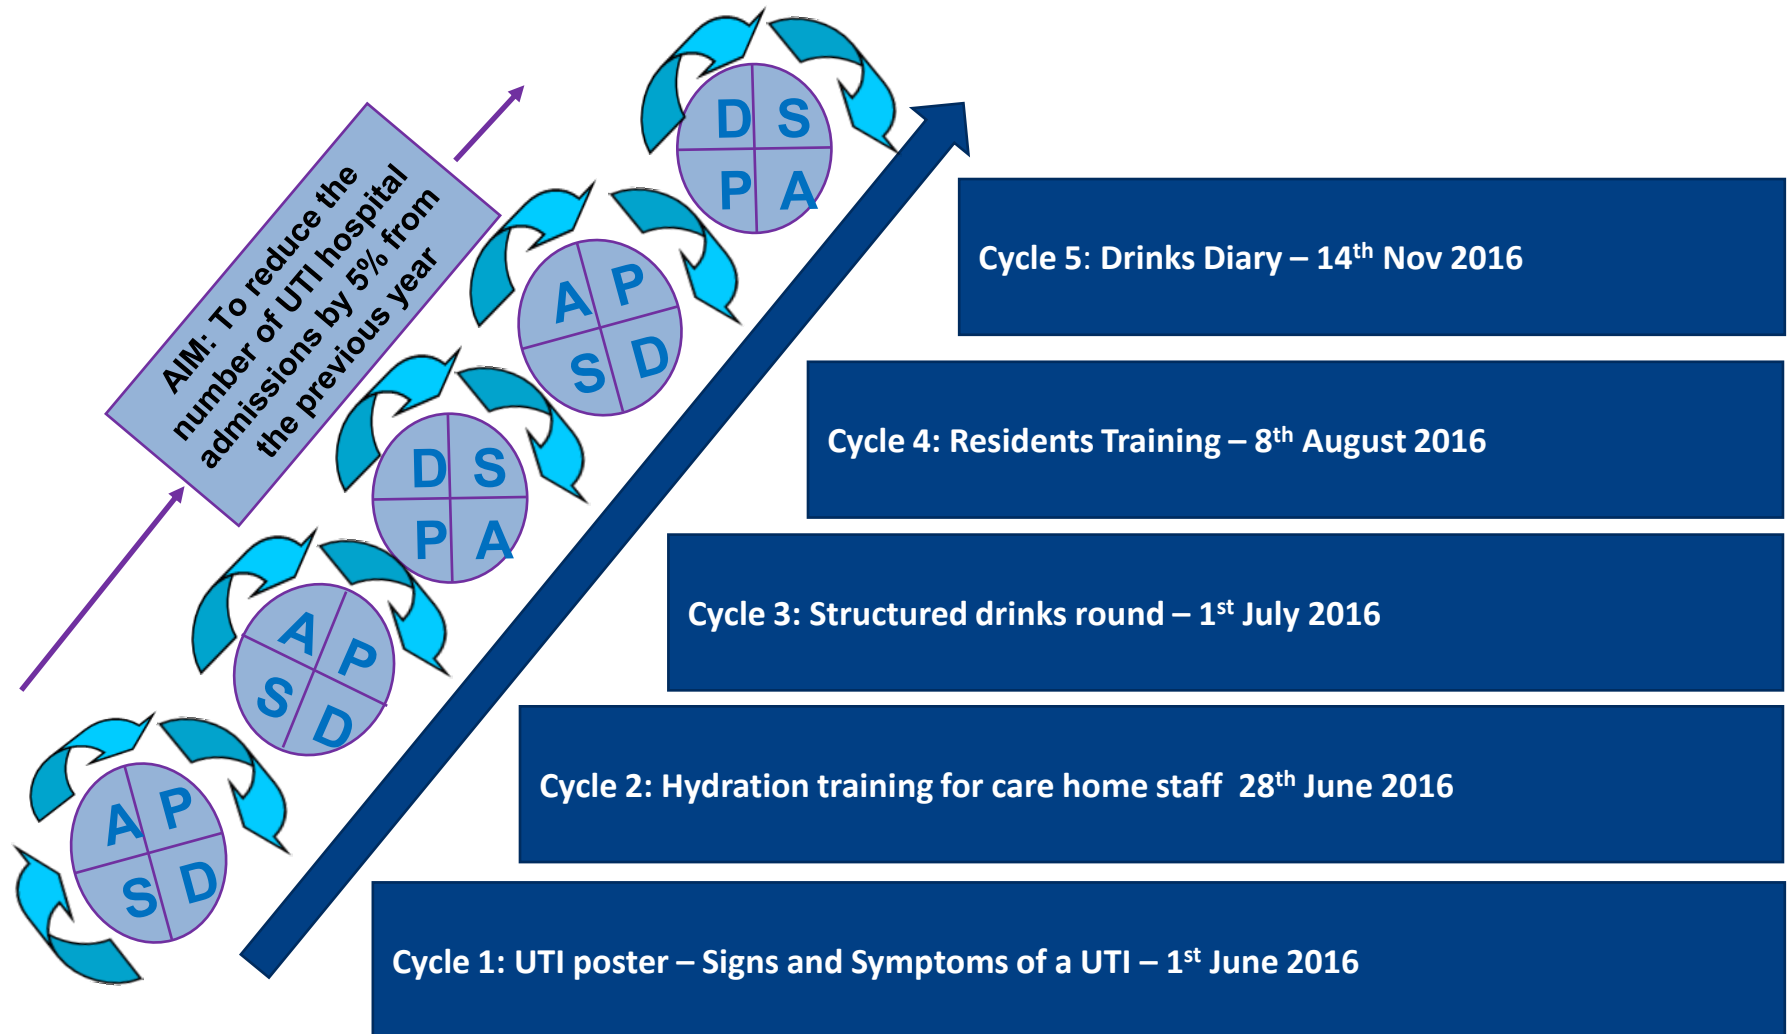 D S
P A
AIM: To reduce the
number of UTI hospital
admissions by 5% from
the previous year
Cycle 5: Drinks Diary – 14th Nov 2016
A P
S D
Cycle 4: Residents Training – 8th August 2016
D S
P A
Cycle 3: Structured drinks round – 1st July 2016
A P
S D
Cycle 2: Hydration training for care home staff  28th June 2016
A P
S D
Cycle 1: UTI poster – Signs and Symptoms of a UTI – 1st June 2016